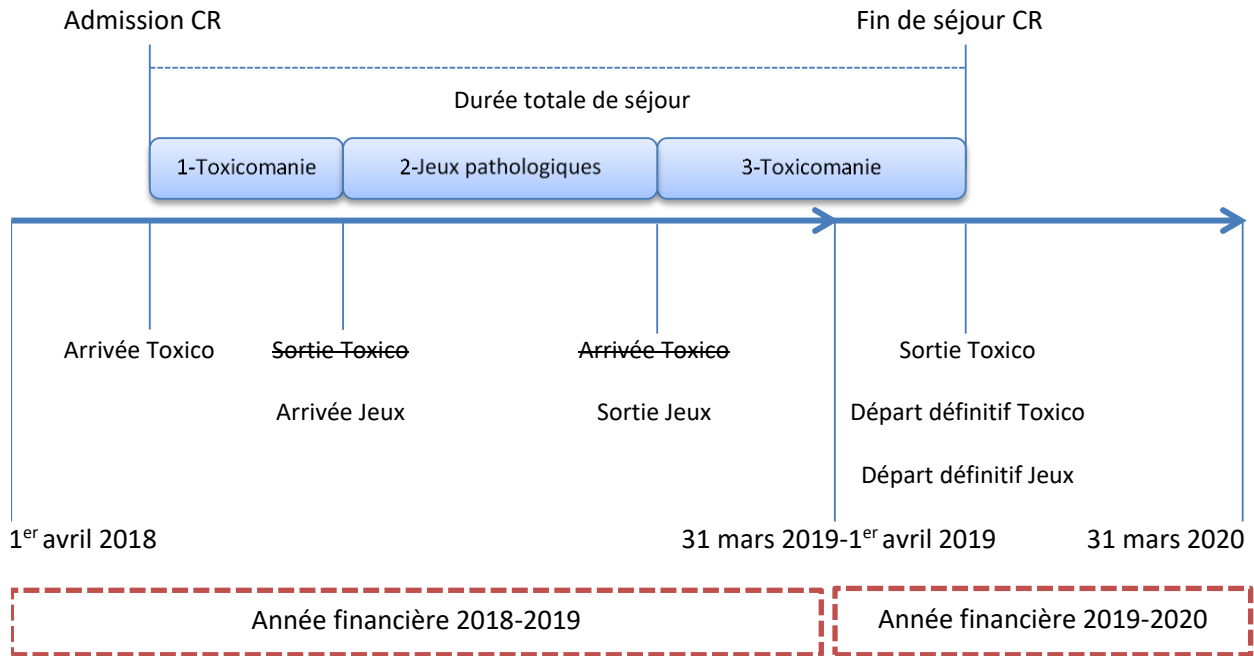 Admission CR Fin de séjour CR
Durée totale de séjour
1-Toxicomanie 2-Jeux pathologiques 3-Toxicomanie
Arrivée Toxico Sortie Toxico Arrivée Toxico Sortie Toxico
Arrivée Jeux Sortie Jeux Départ définitif Toxico
Départ définitif Jeux
1er avril 2018 31 mars 2019-1er avril 2019 31 mars 2020
Année financière 2018-2019 Année financière 2019-2020